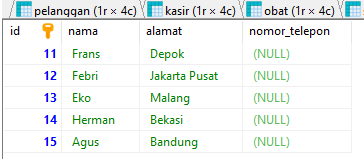 pelanggan (1r × 4c) kasir (1r × 4c) obat (1r × 4c)
id nama alamat nomor_telepon
11 Frans Depok (NULL)
12 Febri Jakarta Pusat (NULL)
13 Eko Malang (NULL)
14 Herman Bekasi (NULL)
15 Agus Bandung (NULL)